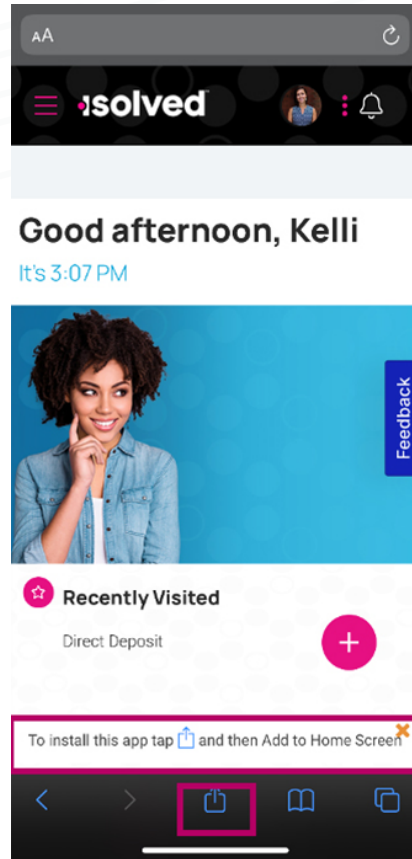 AA
isolved
Good afternoon, Kelli
It's 3:07 PM
Feedback
Recently Visited
Direct Deposit
To install this app tap and then Add to Home Screen